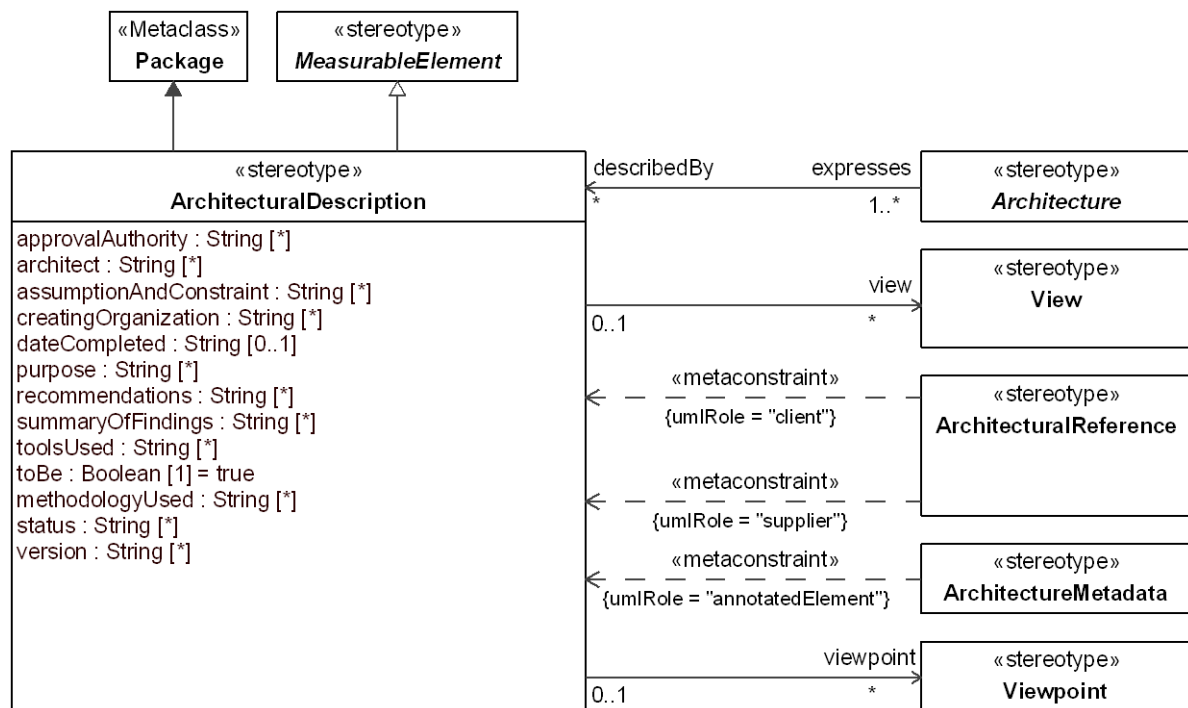 «Metaclass»
Package
«stereotype»
MeasurableElement
«stereotype»
ArchitecturalDescription
approvalAuthority : String [*]
architect : String [*]
assumptionAndConstraint : String [*]
creatingOrganization : String [*]
dateCompleted : String [0..1]
purpose : String [*]
recommendations : String [*]
summaryOfFindings : String [*]
toolsUsed : String [*]
toBe : Boolean [1] = true
methodologyUsed : String [*]
status : String [*]
version : String [*]
describedBy
expresses
*
1..*
«stereotype»
Architecture
view
0..1
*
«stereotype»
View
«metaconstraint»
{umlRole = "client"}
«metaconstraint»
{umlRole = "supplier"}
«stereotype»
ArchitecturalReference
«metaconstraint»
{umlRole = "annotatedElement"}
«stereotype»
ArchitectureMetadata
viewpoint
0..1
*
«stereotype»
Viewpoint